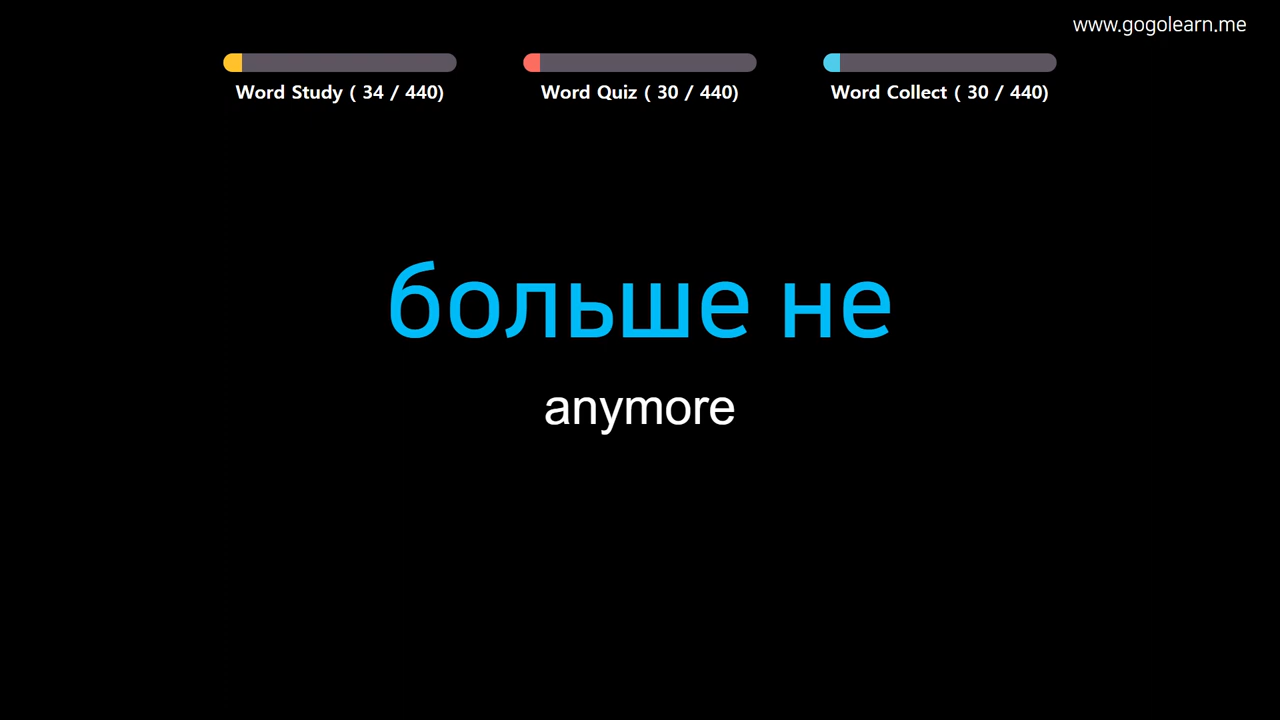 www.gogolearn.me
Word Study ( 34 / 440)
Word Quiz ( 30 / 440)
Word Collect ( 30 / 440)
больше не
anymore